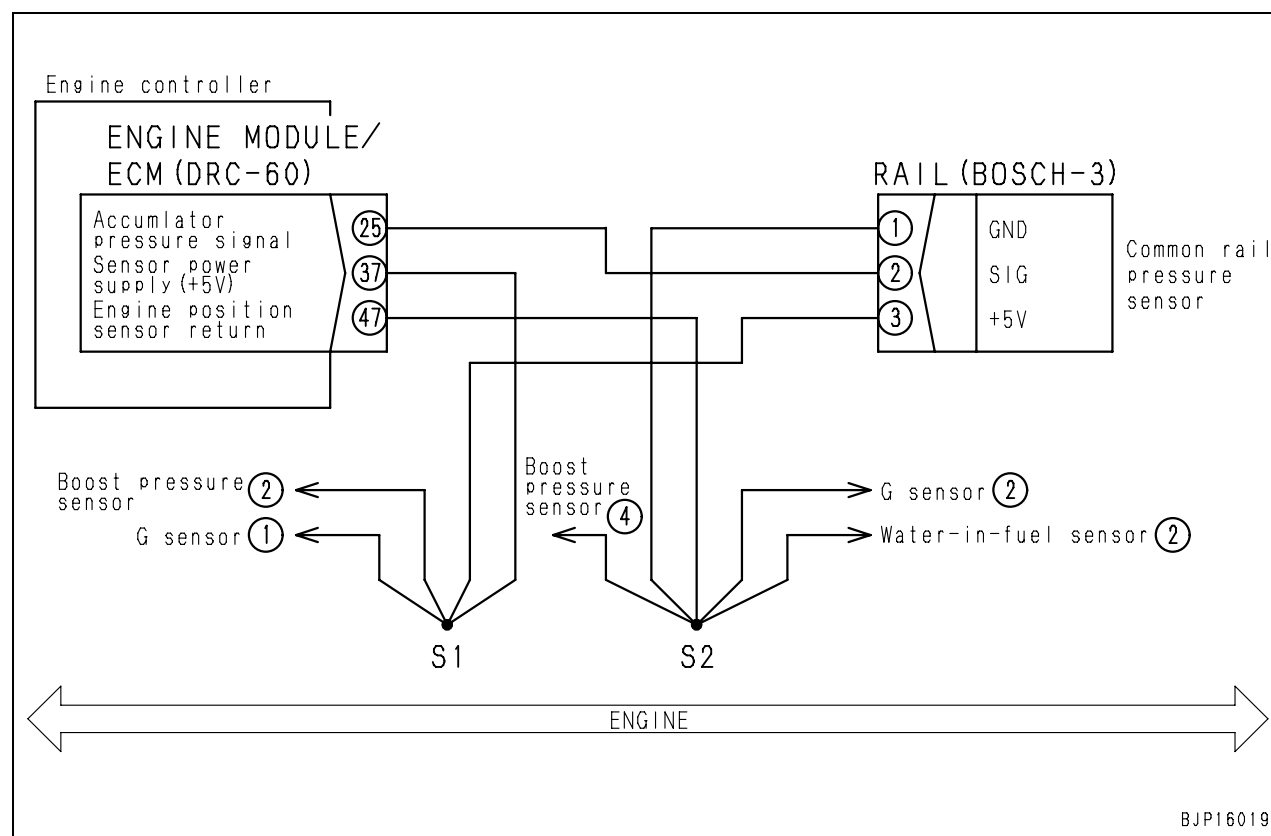 Engine controller
ENGINE MODULE/
ECM (DRC-60)
RAIL (BOSCH-3)
Accumlator
pressure signal
25
Sensor power
supply (+5V)
37
Engine position
sensor return
47
1
GND
2
SIG
3
+5V
Common rail
pressure
sensor
Boost pressure 2
sensor
G sensor 1
Boost
pressure
sensor 4
G sensor 2
Water-in-fuel sensor 2
S1
S2
ENGINE
BJP16019